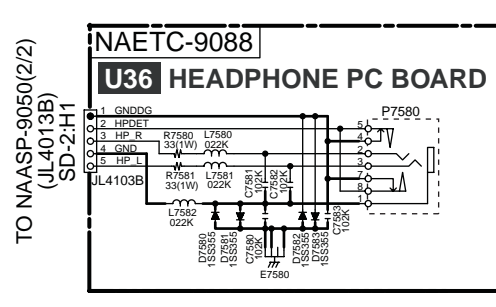 TO NAASP-9050(2/2)
(JL4013B)
SD-2:H1
NAETC-9088
U36 HEADPHONE PC BOARD
1 GNDDG
2 HPDET
3 HP_R
4 GND
5 HP_L
JL4103B
R7580
33(1W)
L7580
022K
R7581
33(1W)
L7581
022K
L7582
022K
C7581
102K
C7582
102K
P7580
5
4
2
3
7
8
1
D7580
1SS355
D7581
1SS355
C7580
102K
D7582
1SS355
D7583
1SS355
C7583
102K
E7580